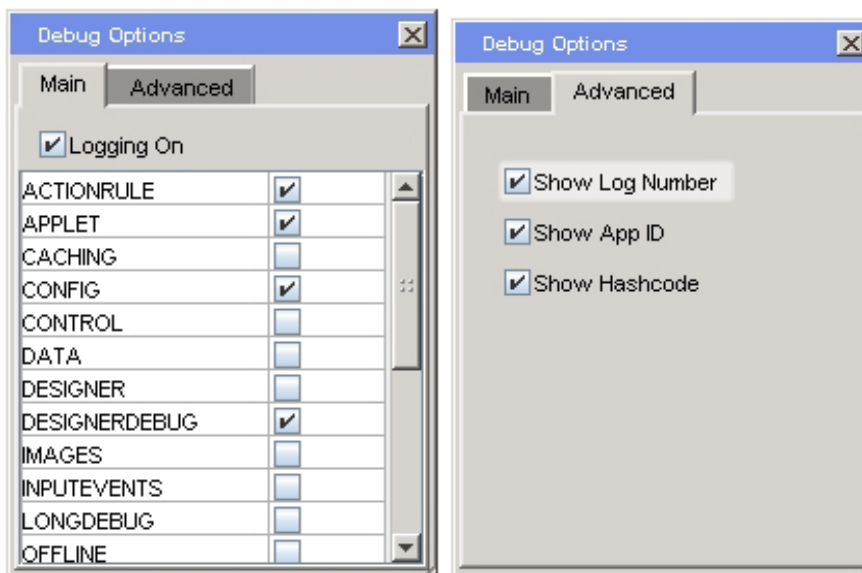 Debug Options
Main
Advanced
Logging On
ACTIONRULE
APPLET
CACHING
CONFIG
CONTROL
DATA
DESIGNER
DESIGNERDEBUG
IMAGES
INPUTEVENTS
LONGDEBUG
OFFLINE
Debug Options
Main
Advanced
Show Log Number
Show App ID
Show Hashcode